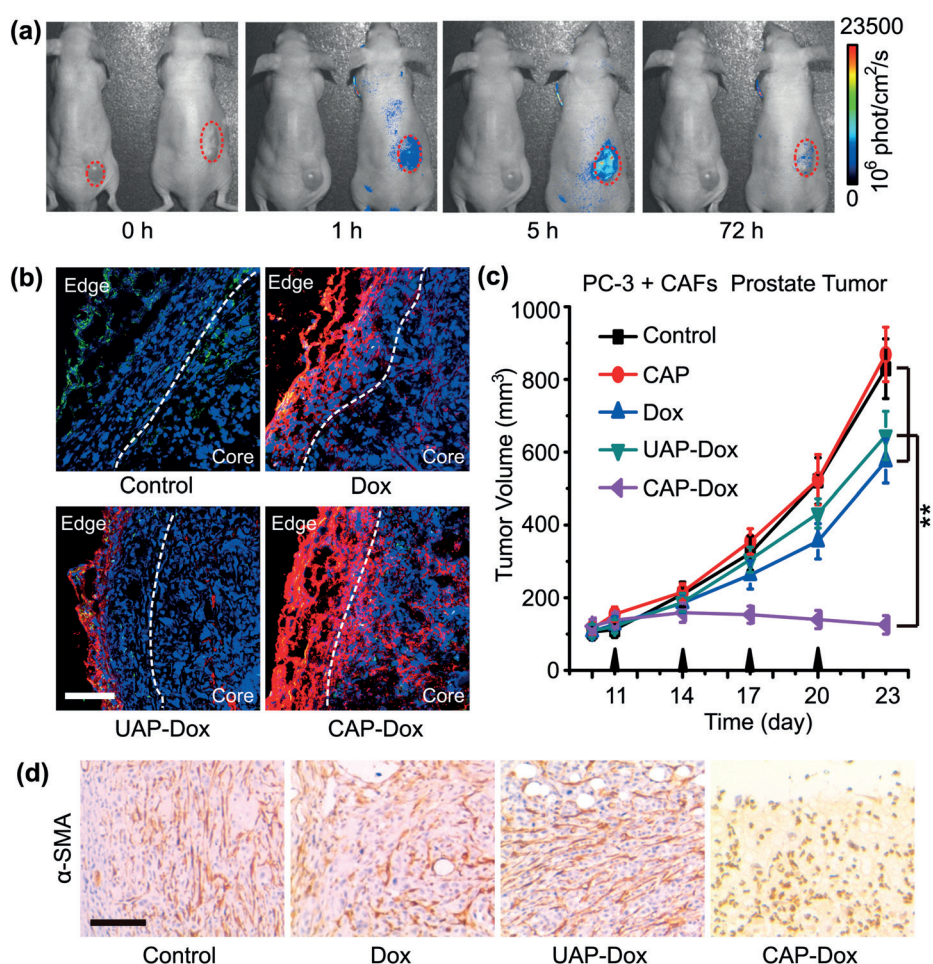 (a)
23500
10⁶ phot/cm²/s
0
0 h
1 h
5 h
72 h
(b)
Edge
Core
Control
Edge
Core
Dox
Edge
Core
UAP-Dox
Edge
Core
CAP-Dox
(c)
PC-3 + CAFs Prostate Tumor
Control
CAP
Dox
UAP-Dox
CAP-Dox
Tumor Volume (mm³)
1000
800
600
400
200
0
11 14 17 20 23
Time (day)
**
(d)
α-SMA
Control
Dox
UAP-Dox
CAP-Dox